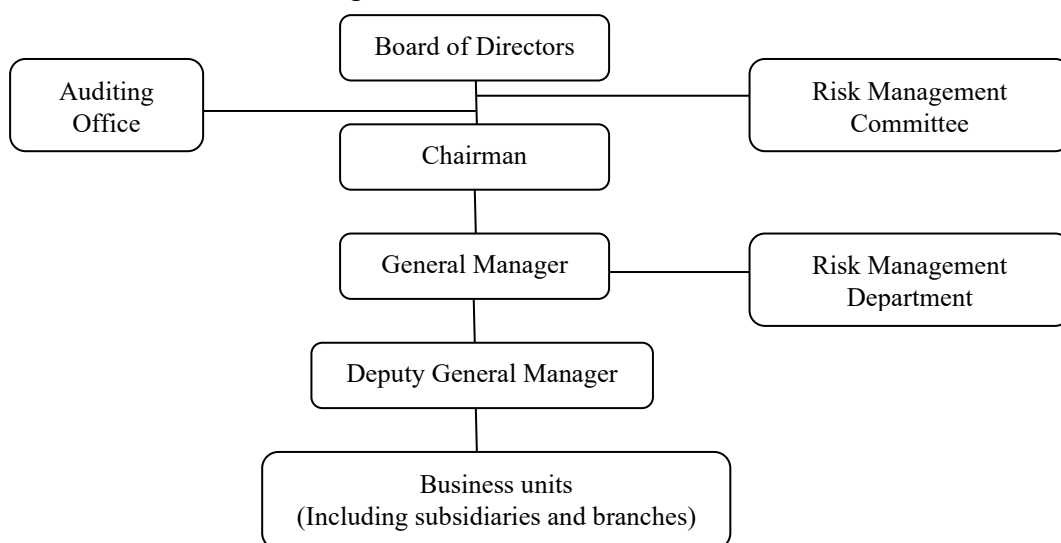 Board of Directors
Auditing
Office
Risk Management
Committee
Chairman
General Manager
Risk Management
Department
Deputy General Manager
Business units
(Including subsidiaries and branches)